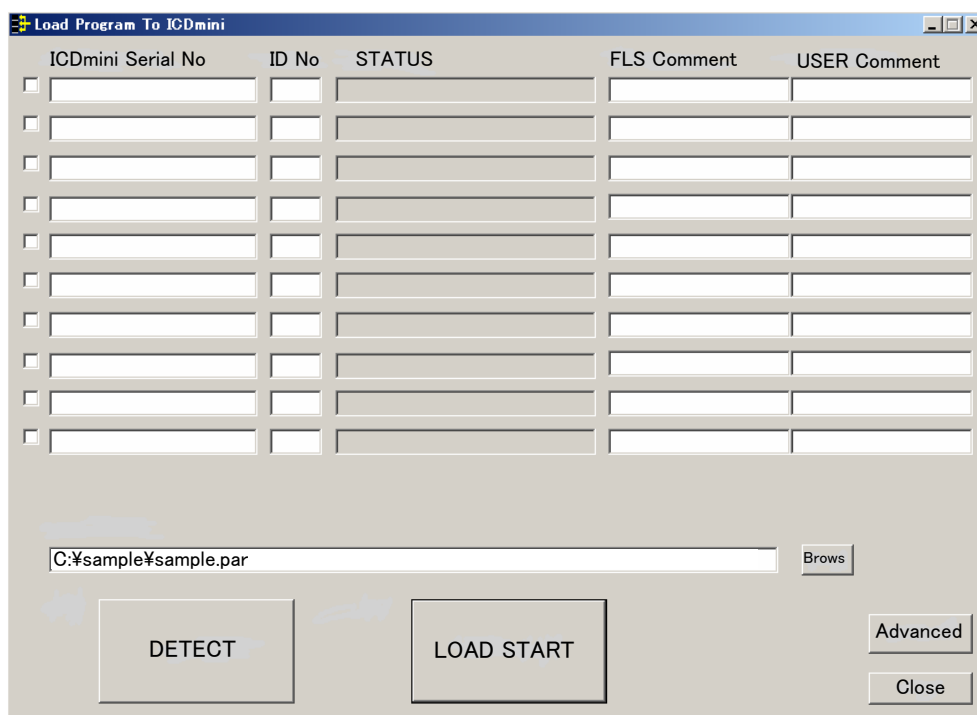 Load Program To ICDmini
ICDmini Serial No ID No STATUS FLS Comment USER Comment
C:¥sample¥sample.par Brows
DETECT LOAD START Advanced
Close